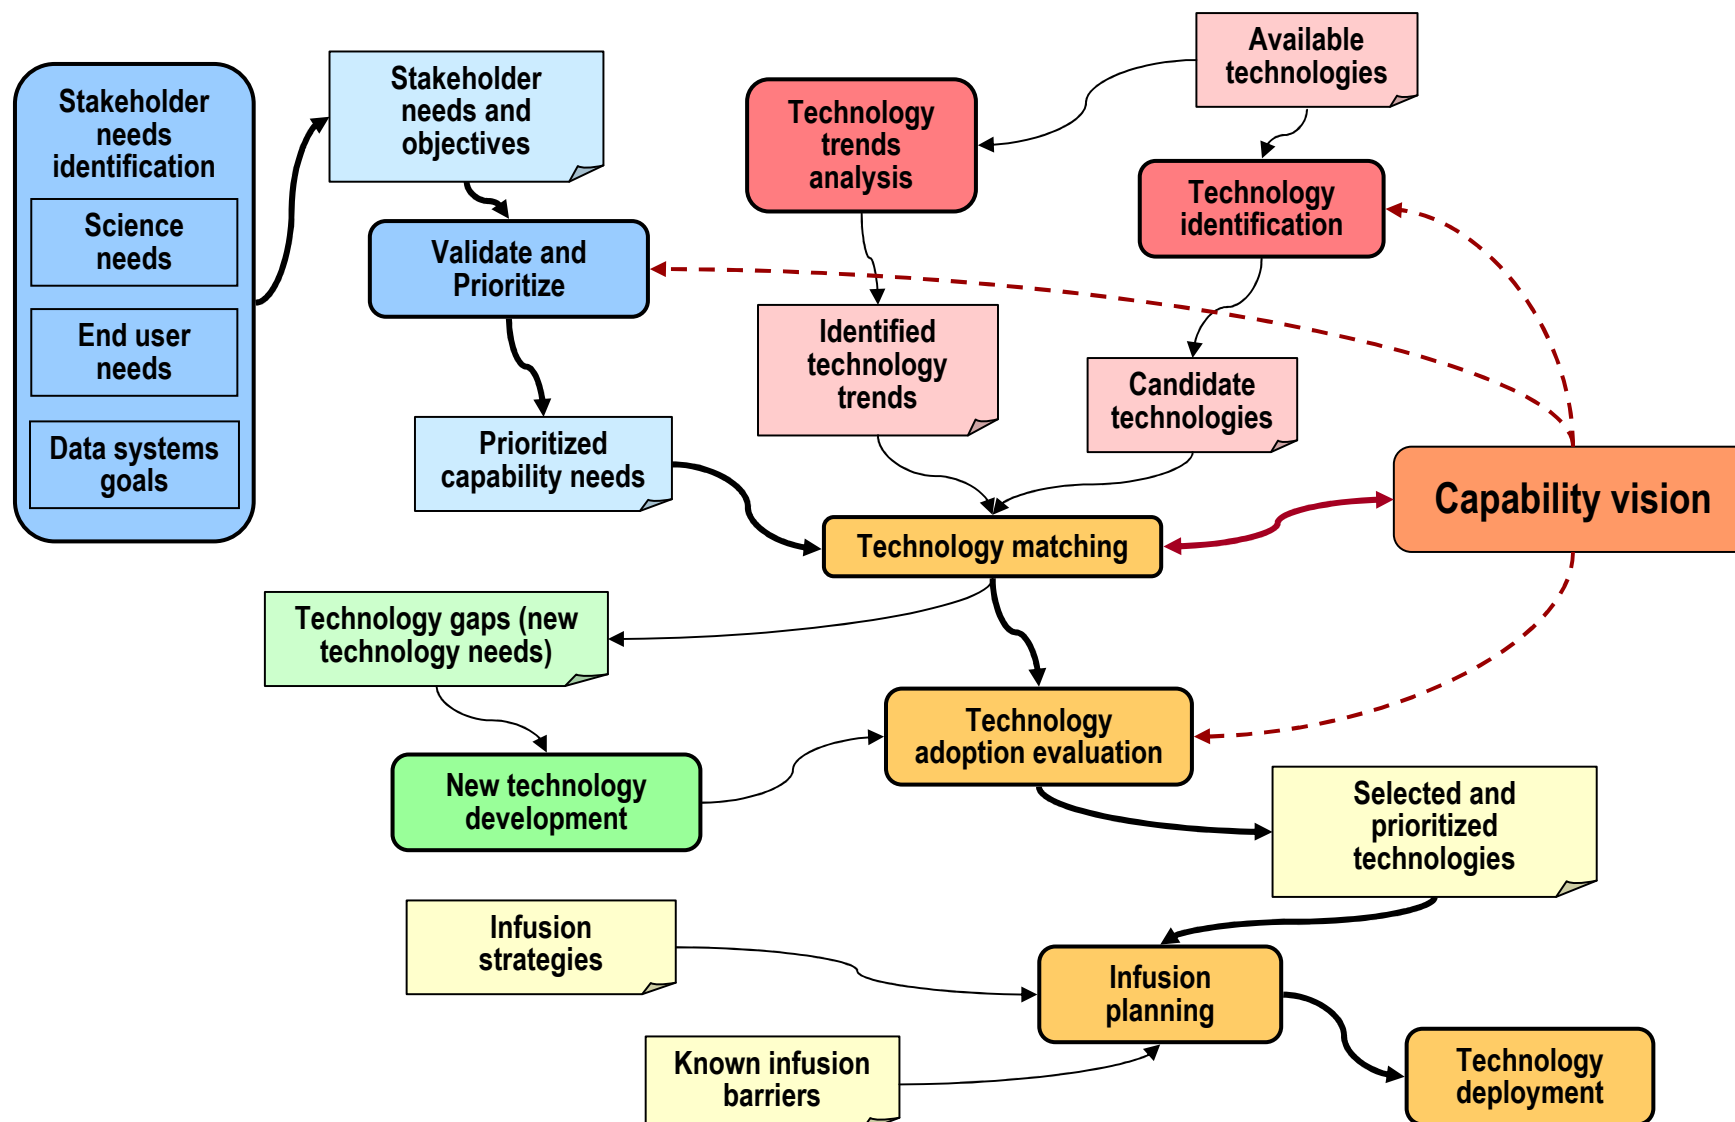 Stakeholder
needs
identification
Science
needs
End user
needs
Data systems
goals
Stakeholder
needs and
objectives
Validate and
Prioritize
Prioritized
capability needs
Technology
trends
analysis
Available
technologies
Technology
identification
Identified
technology
trends
Candidate
technologies
Capability vision
Technology matching
Technology gaps (new
technology needs)
New technology
development
Technology
adoption evaluation
Selected and
prioritized
technologies
Infusion
strategies
Known infusion
barriers
Infusion
planning
Technology
deployment